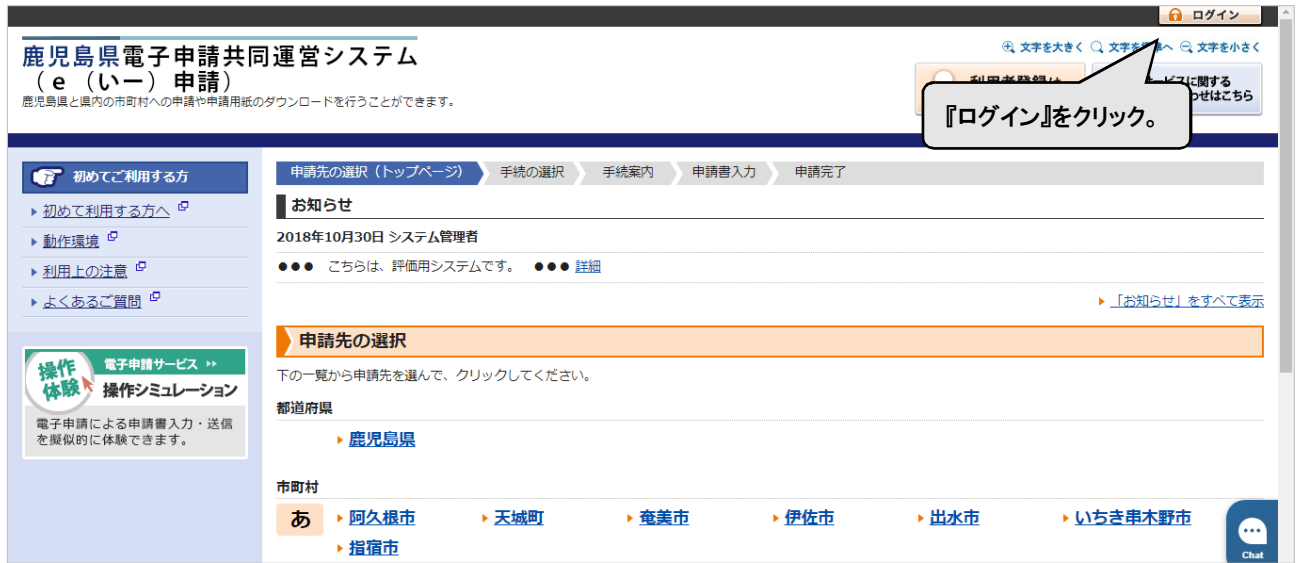 ログイン
鹿児島県電子申請共同運営システム
（e（いー）申請）
鹿児島県と県内の市町村への申請や申請用紙のダウンロードを行うことができます。
文字を大きく 文字を へ 文字を小さく
利用者登録は
に関する
わせはこちら
『ログイン』をクリック。
初めてご利用する方
初めて利用する方へ
動作環境
利用上の注意
よくあるご質問
操作体験
電子申請サービス
操作シミュレーション
電子申請による申請書入力・送信
を擬似的に体験できます。
申請先の選択（トップページ） 手続の選択 手続案内 申請書入力 申請完了
お知らせ
2018年10月30日 システム管理者
●●● こちらは、評価用システムです。 ●●● 詳細
「お知らせ」をすべて表示
申請先の選択
下の一覧から申請先を選んで、クリックしてください。
都道府県
鹿児島県
市町村
あ 阿久根市 天城町 奄美市 伊佐市 出水市 いちき串木野市
指宿市
Chat